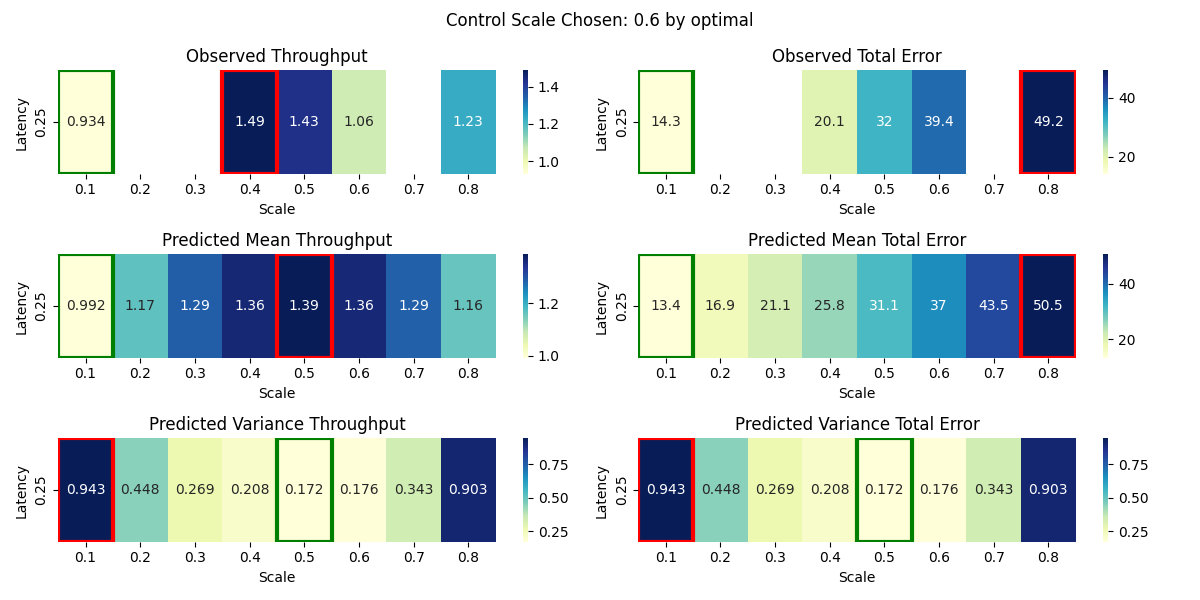 Control Scale Chosen: 0.6 by optimal
Observed Throughput
Latency
0.25
0.934 1.49 1.43 1.06 1.23
0.1 0.2 0.3 0.4 0.5 0.6 0.7 0.8
Scale
1.4
1.2
1.0
Observed Total Error
Latency
0.25
14.3 20.1 32 39.4 49.2
0.1 0.2 0.3 0.4 0.5 0.6 0.7 0.8
Scale
40
20
Predicted Mean Throughput
Latency
0.25
0.992 1.17 1.29 1.36 1.39 1.36 1.29 1.16
0.1 0.2 0.3 0.4 0.5 0.6 0.7 0.8
Scale
1.2
1.0
Predicted Mean Total Error
Latency
0.25
13.4 16.9 21.1 25.8 31.1 37 43.5 50.5
0.1 0.2 0.3 0.4 0.5 0.6 0.7 0.8
Scale
40
20
Predicted Variance Throughput
Latency
0.25
0.943 0.448 0.269 0.208 0.172 0.176 0.343 0.903
0.1 0.2 0.3 0.4 0.5 0.6 0.7 0.8
Scale
0.75
0.50
0.25
Predicted Variance Total Error
Latency
0.25
0.943 0.448 0.269 0.208 0.172 0.176 0.343 0.903
0.1 0.2 0.3 0.4 0.5 0.6 0.7 0.8
Scale
0.75
0.50
0.25